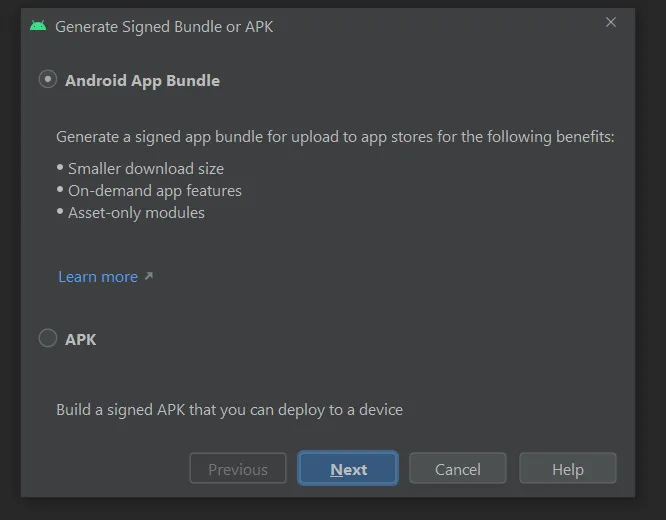 Generate Signed Bundle or APK
Android App Bundle
Generate a signed app bundle for upload to app stores for the following benefits:
• Smaller download size
• On-demand app features
• Asset-only modules
Learn more
APK
Build a signed APK that you can deploy to a device
Previous Next Cancel Help